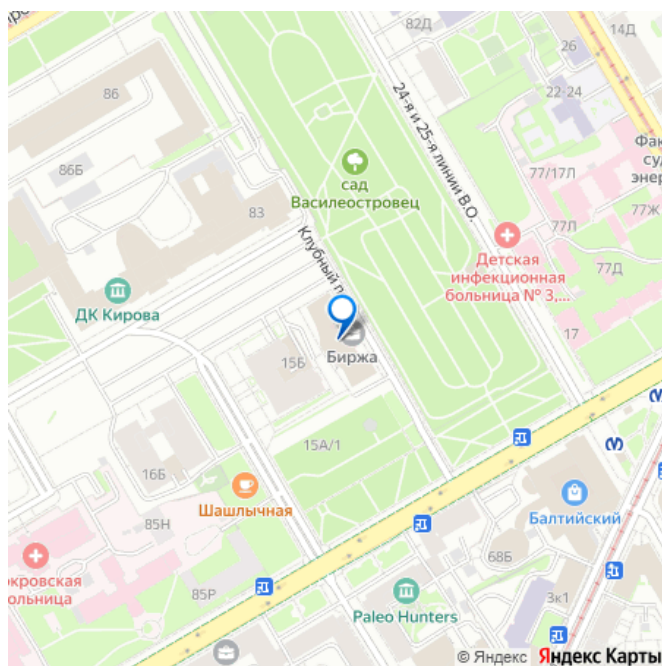 82Д
14Д
26
86
22-24
24-я и 25-я линии В.О.
Фак
суд
энер
77/17Л
86Б
сад
Василеостровец
77Ж
77Л
83
Клубный п
Детская
инфекционная
больница № 3,...
77Д
ДК Кирова
17
15Б
Биржа
15А/1
16Б
Шашлычная
85Н
Балтийский
окровская
ольница
68Б
85Р
3к1
Paleo Hunters
© Яндекс Яндекс Карты